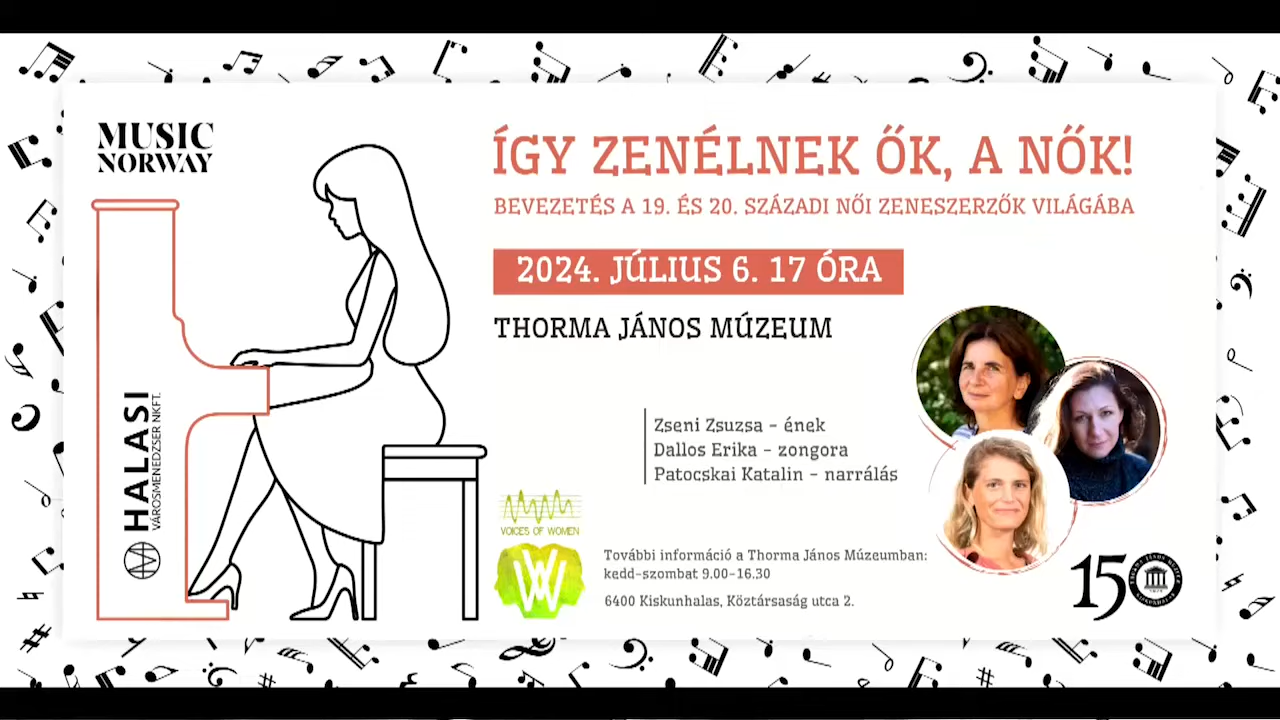 MUSIC
NORWAY
ÍGY ZENÉLNEK ŐK, A NŐK!
BEVEZETÉS A 19. ÉS 20. SZÁZADI NŐI ZENESZERZŐK VILÁGÁBA
2024. JÚLIUS 6. 17 ÓRA
THORMA JÁNOS MÚZEUM
Zseni Zsuzsa - ének
Dallos Erika - zongora
Patocskai Katalin - narrálás
HALASI
VÁROSMENEDZSER NKFT.
VOICES OF WOMEN
További információ a Thorma János Múzeumban:
kedd-szombat 9.00-16.30
6400 Kiskunhalas, Köztársaság utca 2.
150